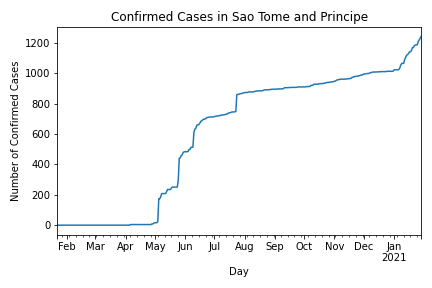 Confirmed Cases in Sao Tome and Principe
1200
1000
800
600
400
200
0
Number of Confirmed Cases
Feb Mar Apr May Jun Jul Aug Sep Oct Nov Dec Jan
2021
Day